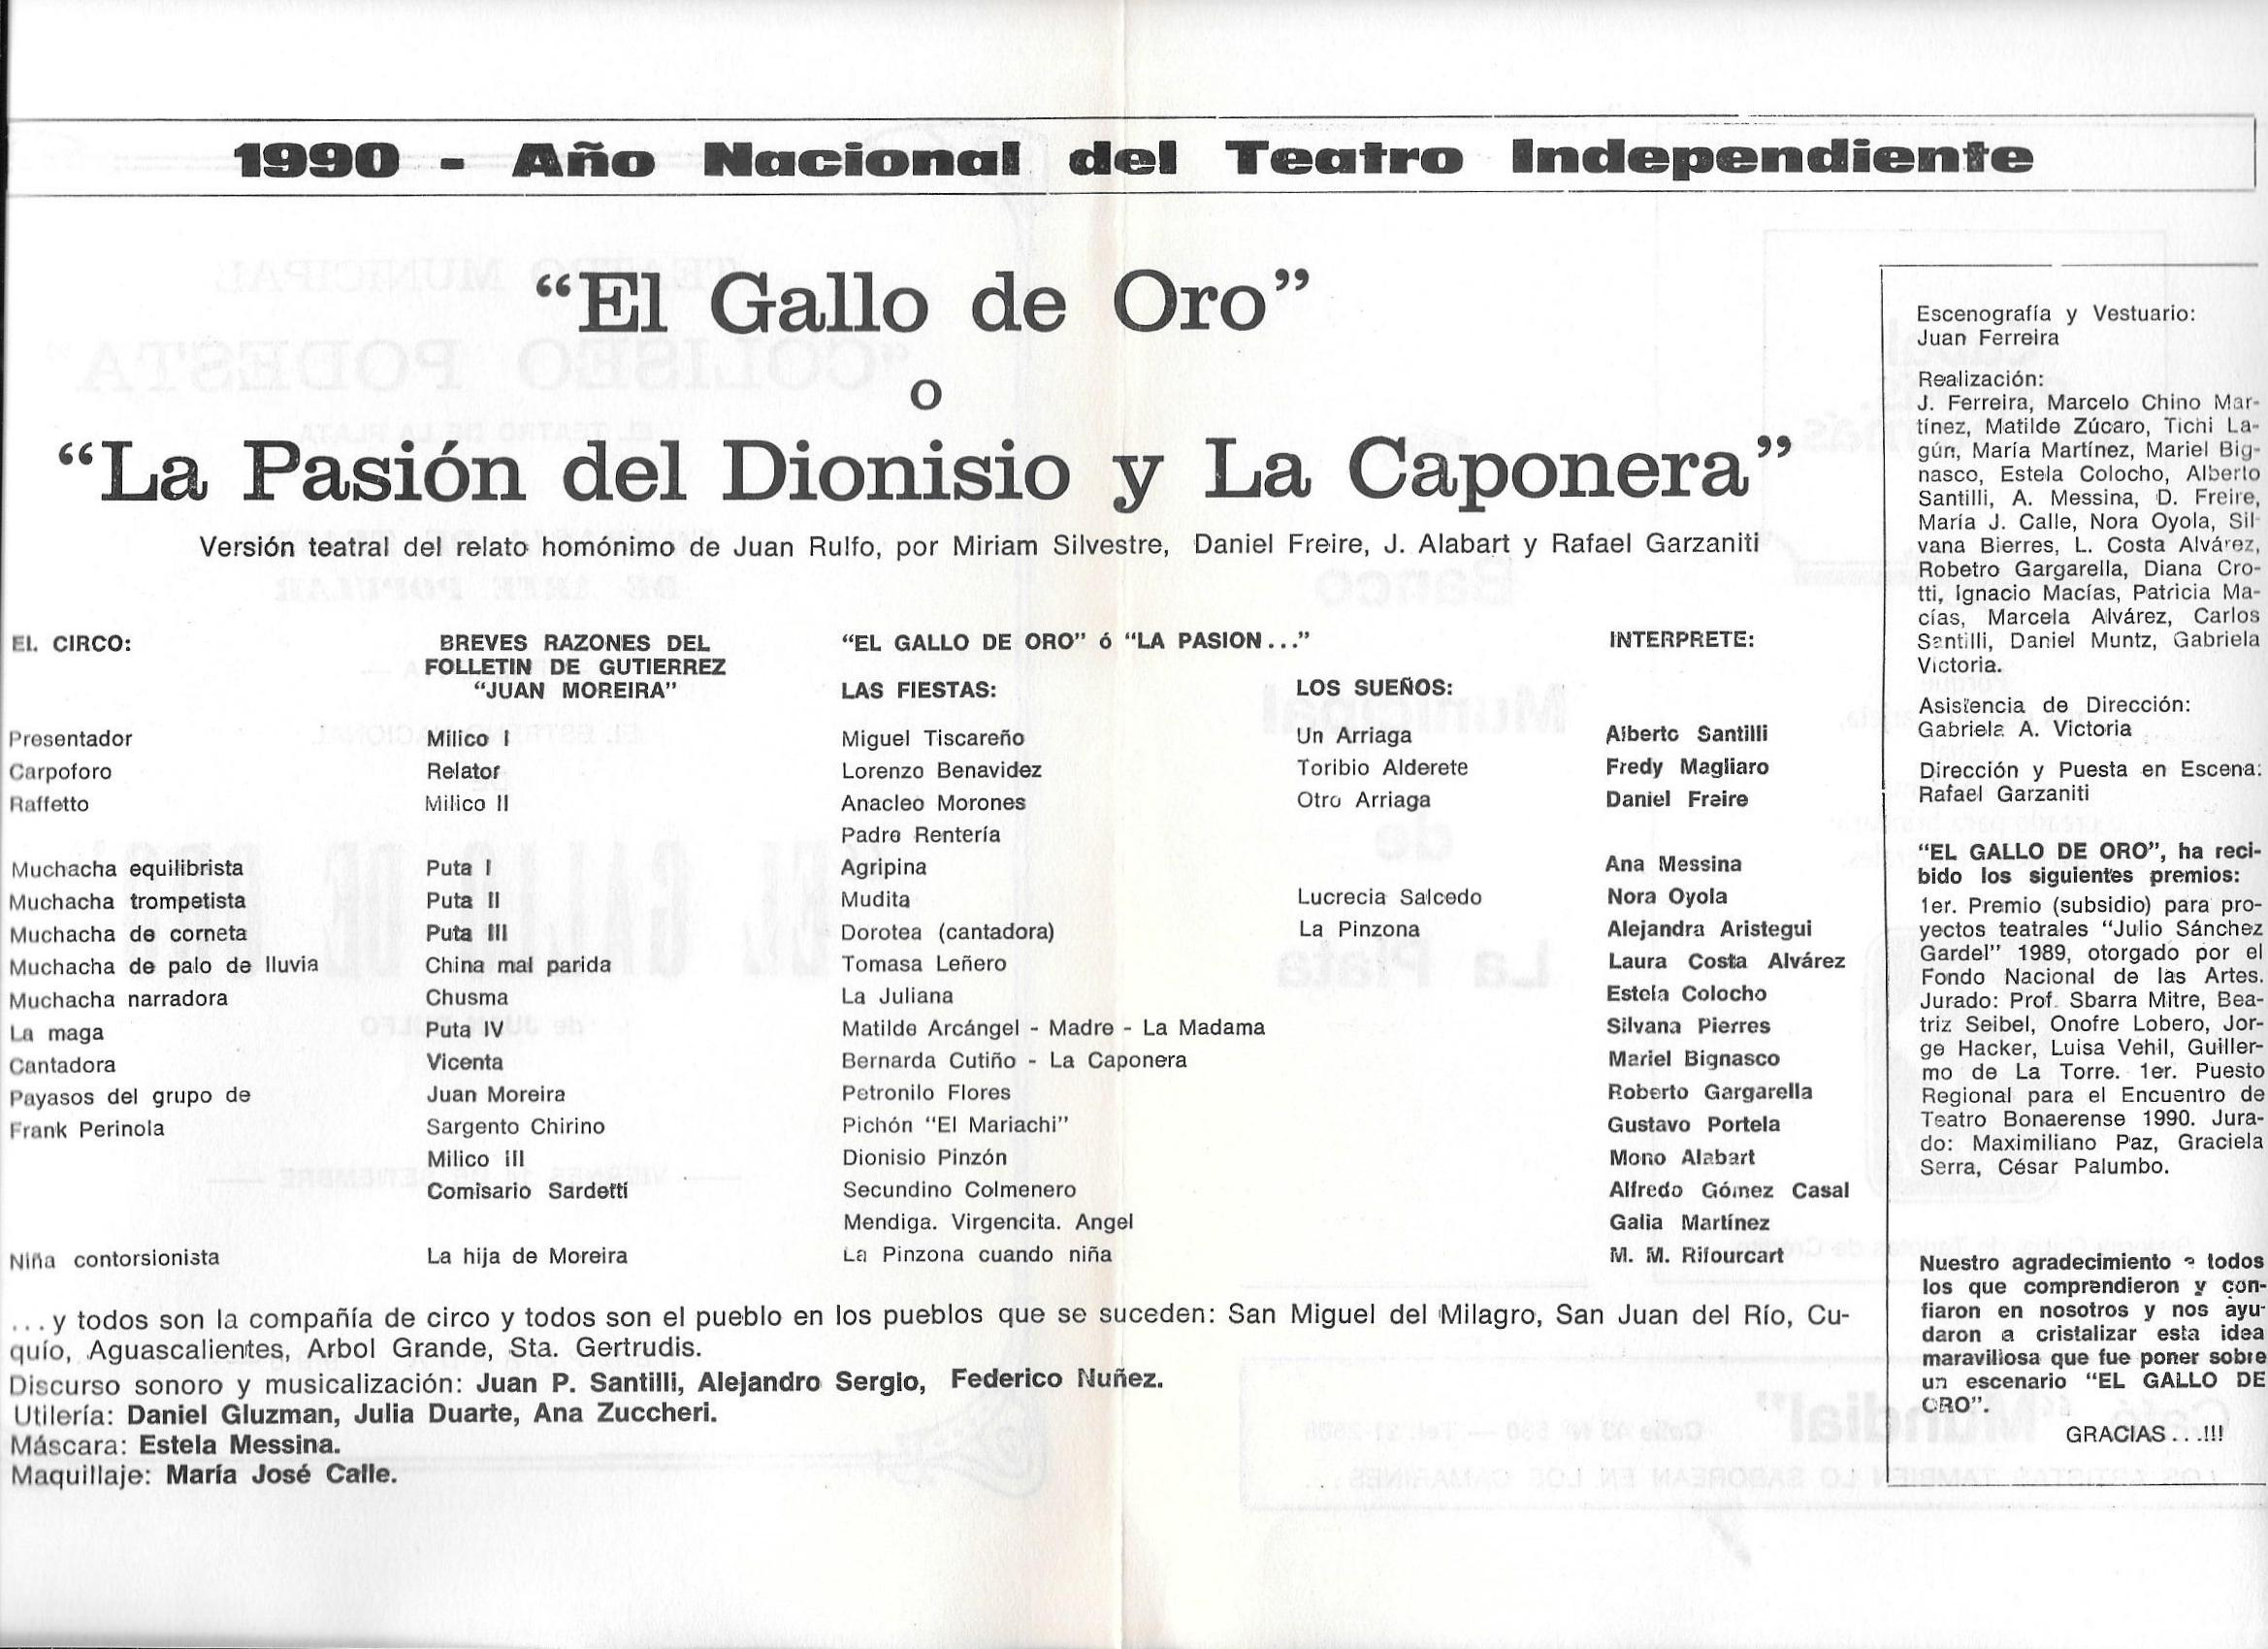 1990 - Año Nacional del Teatro Independiente
“El Gallo de Oro”
o
“La Pasión del Dionisio y La Caponera”
Versión teatral del relato homónimo de Juan Rulfo, por Miriam Silvestre, Daniel Freire, J. Alabart y Rafael Garzaniti
EL CIRCO: BREVES RAZONES DEL “EL GALLO DE ORO” ó “LA PASION...” INTERPRETE:
FOLLETIN DE GUTIERREZ
“JUAN MOREIRA” LAS FIESTAS: LOS SUEÑOS:
Presentador Milico I Miguel Tiscareño Un Arriaga Alberto Santilli
Carpoforo Relator Lorenzo Benavidez Toribio Alderete Fredy Magliaro
Raffetto Milico II Anacleo Morones Otro Arriaga Daniel Freire
Padre Rentería
Muchacha equilibrista Puta I Agripina Ana Messina
Muchacha trompetista Puta II Mudita Lucrecia Salcedo Nora Oyola
Muchacha de corneta Puta III Dorotea (cantadora) La Pinzona Alejandra Aristegui
Muchacha de palo de lluvia China mal parida Tomasa Leñero Laura Costa Alvárez
Muchacha narradora Chusma La Juliana Estela Colocho
La maga Puta IV Matilde Arcángel - Madre - La Madama Silvana Pierres
Cantadora Vicenta Bernarda Cutiño - La Caponera Mariel Bignasco
Payasos del grupo de Juan Moreira Petronilo Flores Roberto Gargarella
Frank Perinola Sargento Chirino Pichón “El Mariachi” Gustavo Portela
Milico III Dionisio Pinzón Mono Alabart
Comisario Sardetti Secundino Colmenero Alfredo Gómez Casal
Mendiga. Virgencita. Angel Galia Martínez
Niña contorsionista La hija de Moreira La Pinzona cuando niña M. M. Rifourcart
...y todos son la compañía de circo y todos son el pueblo en los pueblos que se suceden: San Miguel del Milagro, San Juan del Río, Cu-
quío, Aguascalientes, Arbol Grande, Sta. Gertrudis.
Discurso sonoro y musicalización: Juan P. Santilli, Alejandro Sergio, Federico Nuñez.
Utilería: Daniel Gluzman, Julia Duarte, Ana Zuccheri.
Máscara: Estela Messina.
Maquillaje: María José Calle.
Escenografía y Vestuario:
Juan Ferreira
Realización:
J. Ferreira, Marcelo Chino Mar-
tínez, Matilde Zúcaro, Tichi La-
gún, María Martínez, Mariel Big-
nasco, Estela Colocho, Alberto
Santilli, A. Messina, D. Freire,
María J. Calle, Nora Oyola, Sil-
vana Bierres, L. Costa Alvárez,
Robetro Gargarella, Diana Cro-
tti, Ignacio Macías, Patricia Ma-
cías, Marcela Alvárez, Carlos
Santilli, Daniel Muntz, Gabriela
Victoria.
Asistencia de Dirección:
Gabriela A. Victoria
Dirección y Puesta en Escena:
Rafael Garzaniti
“EL GALLO DE ORO”, ha reci-
bido los siguientes premios:
1er. Premio (subsidio) para pro-
yectos teatrales “Julio Sánchez
Gardel” 1989, otorgado por el
Fondo Nacional de las Artes.
Jurado: Prof. Sbarra Mitre, Bea-
triz Seibel, Onofre Lobero, Jor-
ge Hacker, Luisa Vehil, Guiller-
mo de La Torre. 1er. Puesto
Regional para el Encuentro de
Teatro Bonaerense 1990. Jura-
do: Maximiliano Paz, Graciela
Serra, César Palumbo.
Nuestro agradecimiento a todos
los que comprendieron y con-
fiaron en nosotros y nos ayu-
daron a cristalizar esta idea
maravillosa que fue poner sobre
un escenario “EL GALLO DE
ORO”.
GRACIAS...!!!